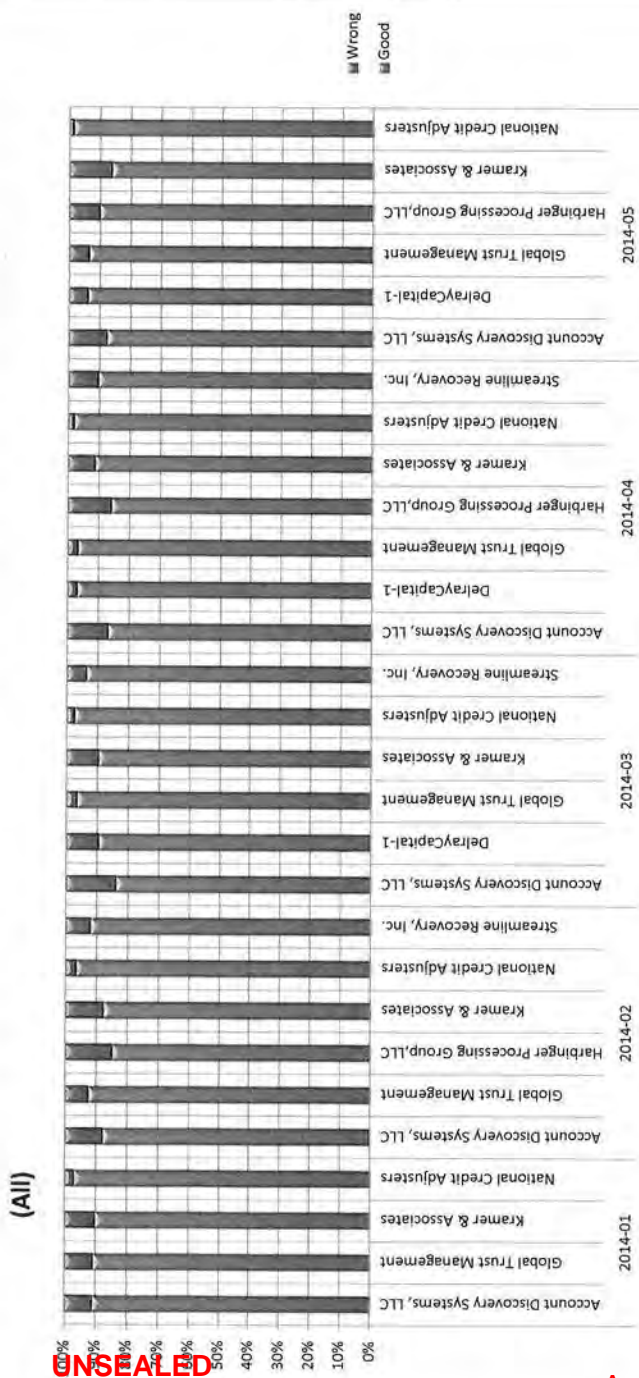 (All)
100%
90%
80%
70%
60%
50%
40%
30%
20%
10%
0%
Account Discovery Systems, LLC
Global Trust Management
Kramer & Associates
National Credit Adjusters
2014-01
Account Discovery Systems, LLC
Global Trust Management
Harbinger Processing Group,LLC
Kramer & Associates
National Credit Adjusters
Streamline Recovery, Inc.
2014-02
Account Discovery Systems, LLC
DelrayCapital-1
Global Trust Management
Kramer & Associates
National Credit Adjusters
Streamline Recovery, Inc.
2014-03
Account Discovery Systems, LLC
DelrayCapital-1
Global Trust Management
Harbinger Processing Group,LLC
Kramer & Associates
National Credit Adjusters
Streamline Recovery, Inc.
2014-04
Account Discovery Systems, LLC
DelrayCapital-1
Global Trust Management
Harbinger Processing Group,LLC
Kramer & Associates
National Credit Adjusters
2014-05
Wrong
Good
UNSEALED